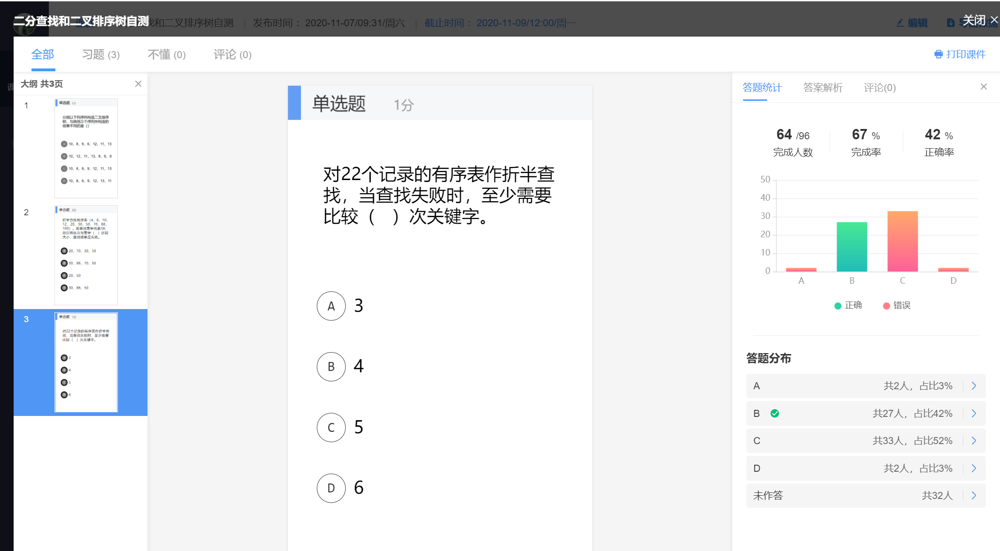 二分查找和二叉排序树自测
找和二叉排序树自测
发布时间： 2020-11-07/09:31/周六
截止时间： 2020-11-09/12:00/周一
编辑
关闭
全部
习题 (3)
不懂 (0)
评论 (0)
打印课件
大纲 共3页
1
单选题 2分
分别以下列序列构造二叉排序
树，与其他三个序列所构造的
结果不同的是（）
10，8，9，6，12，11，13
10，12，11，13，8，6，9
10，6，8，9，12，11，13
10，8，6，9，12，13，11
2
单选题 2分
折半查找有序表（4，6，10，
12，20，30，50，70，88，
100）。若查找表中元素58，
则它将依次与表中（ ）比较
大小，查找结果是失败。
A 20，70，30，50
B 30，88，70，50
C 20，50
D 30，88，50
3
单选题 1分
对22个记录的有序表作折半查
找，当查找失败时，至少需要
比较（ ）次关键字。
A 3
B 4
C 5
D 6
单选题 1分
对22个记录的有序表作折半查
找，当查找失败时，至少需要
比较（ ）次关键字。
A 3
B 4
C 5
D 6
答题统计
答案解析
评论(0)
64 /96
完成人数
67 %
完成率
42 %
正确率
50
40
30
20
10
0
A B C D
正确 错误
答题分布
A 共2人，占比3%
B 共27人，占比42%
C 共33人，占比52%
D 共2人，占比3%
未作答 共32人